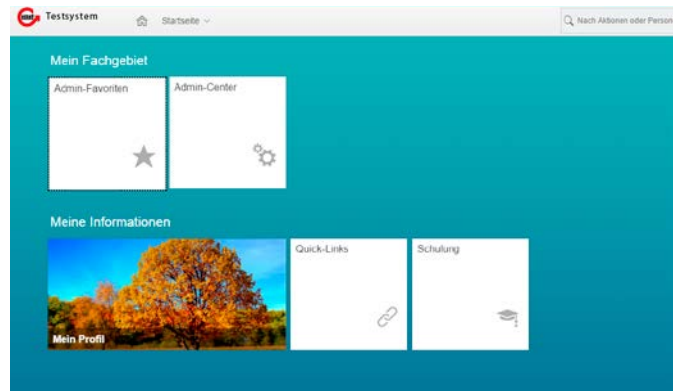 Testsystem
Startseite
Nach Aktionen oder Person
Mein Fachgebiet
Admin-Favoriten
Admin-Center
Meine Informationen
Mein Profil
Quick-Links
Schulung